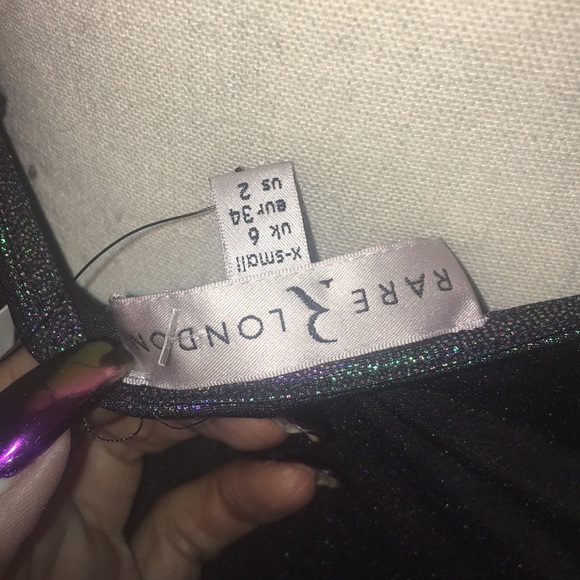 RARE R LONDON
x-small
uk 6
eur 34
us 2